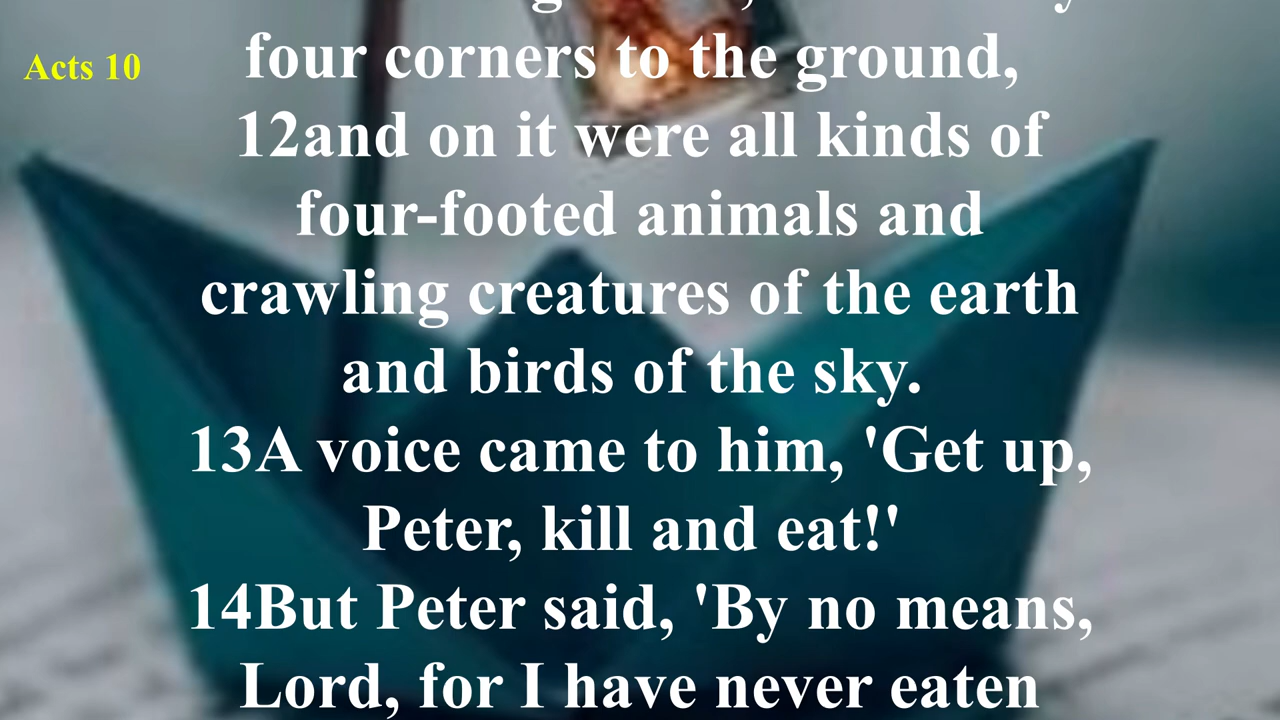 Acts 10
four corners to the ground,
12and on it were all kinds of
four-footed animals and
crawling creatures of the earth
and birds of the sky.
13A voice came to him, 'Get up,
Peter, kill and eat!'
14But Peter said, 'By no means,
Lord, for I have never eaten